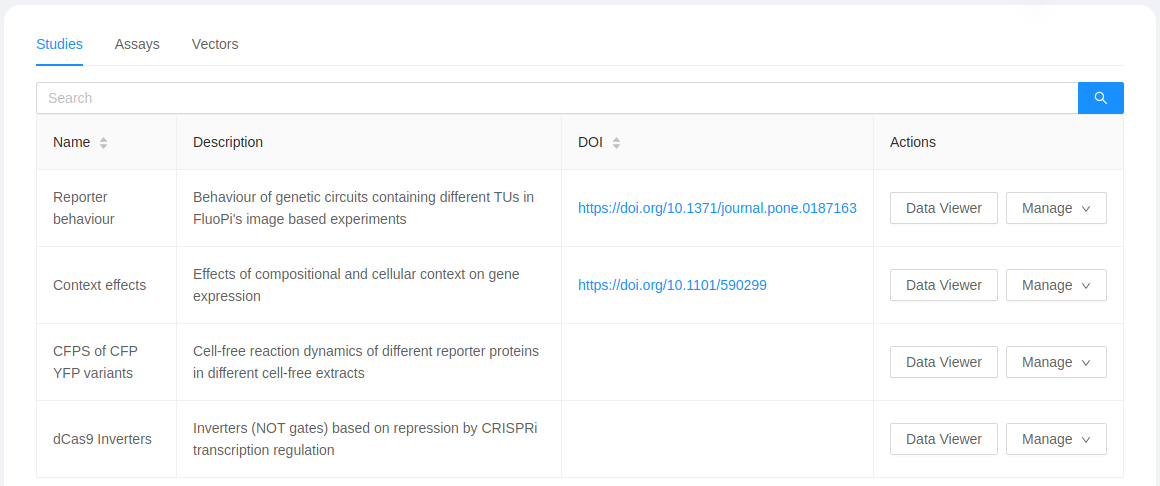 Studies Assays Vectors
Search
Name Description DOI Actions
Reporter
behaviour
Behaviour of genetic circuits containing different TUs in
FluoPi's image based experiments
https://doi.org/10.1371/journal.pone.0187163
Data Viewer Manage
Context effects
Effects of compositional and cellular context on gene
expression
https://doi.org/10.1101/590299
Data Viewer Manage
CFPS of CFP
YFP variants
Cell-free reaction dynamics of different reporter proteins
in different cell-free extracts
Data Viewer Manage
dCas9 Inverters
Inverters (NOT gates) based on repression by CRISPRi
transcription regulation
Data Viewer Manage